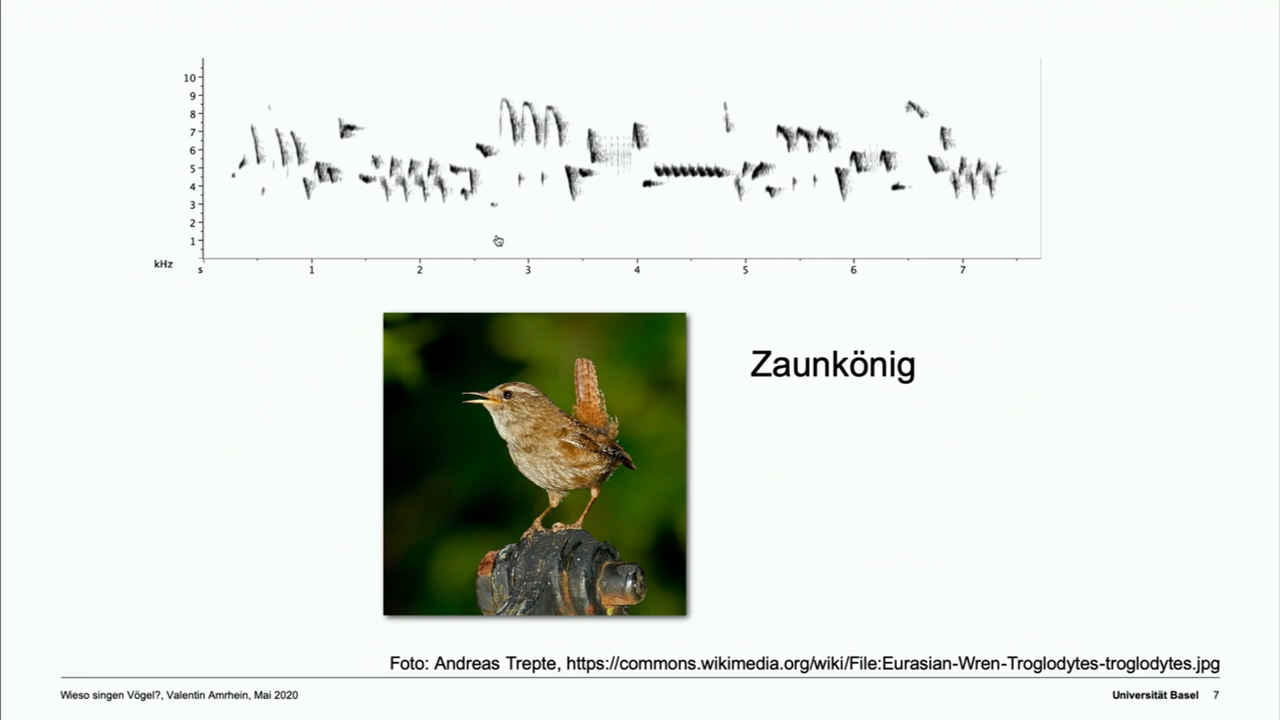 10
9
8
7
6
5
4
3
2
1
kHz
s 1 2 3 4 5 6 7
Zaunkönig
Foto: Andreas Trepte, https://commons.wikimedia.org/wiki/File:Eurasian-Wren-Troglodytes-troglodytes.jpg
Wieso singen Vögel?, Valentin Amrhein, Mai 2020 Universität Basel 7